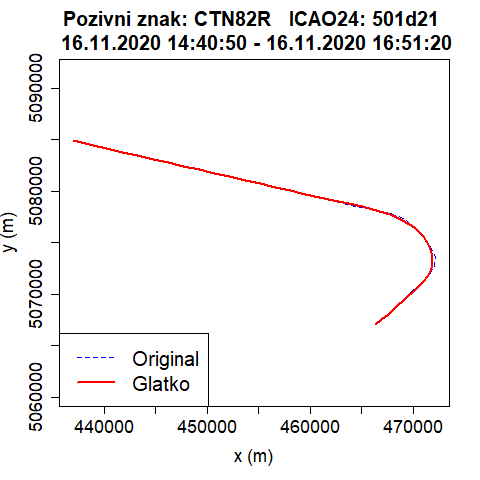 Pozivni znak: CTN82R   ICAO24: 501d21
16.11.2020 14:40:50 - 16.11.2020 16:51:20
5090000
5080000
5070000
5060000
y (m)
Original
Glatko
440000 450000 460000 470000
x (m)